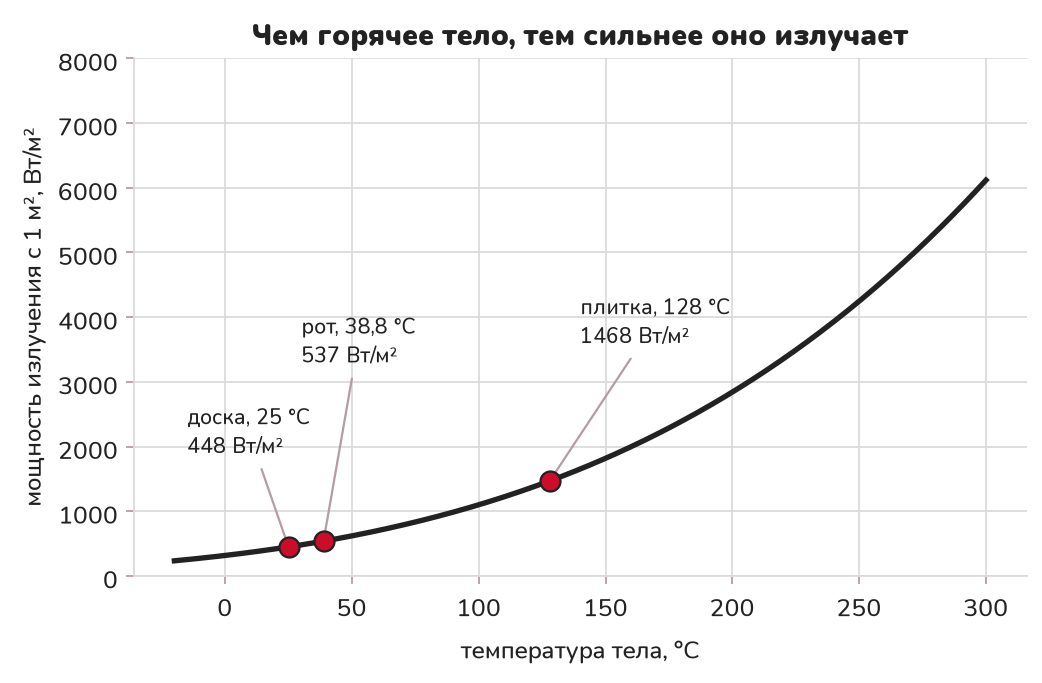 Чем горячее тело, тем сильнее оно излучает
мощность излучения с 1 м², Вт/м²
8000
7000
6000
5000
4000
3000
2000
1000
0
доска, 25 °C
448 Вт/м²
рот, 38,8 °C
537 Вт/м²
плитка, 128 °C
1468 Вт/м²
0 50 100 150 200 250 300
температура тела, °C